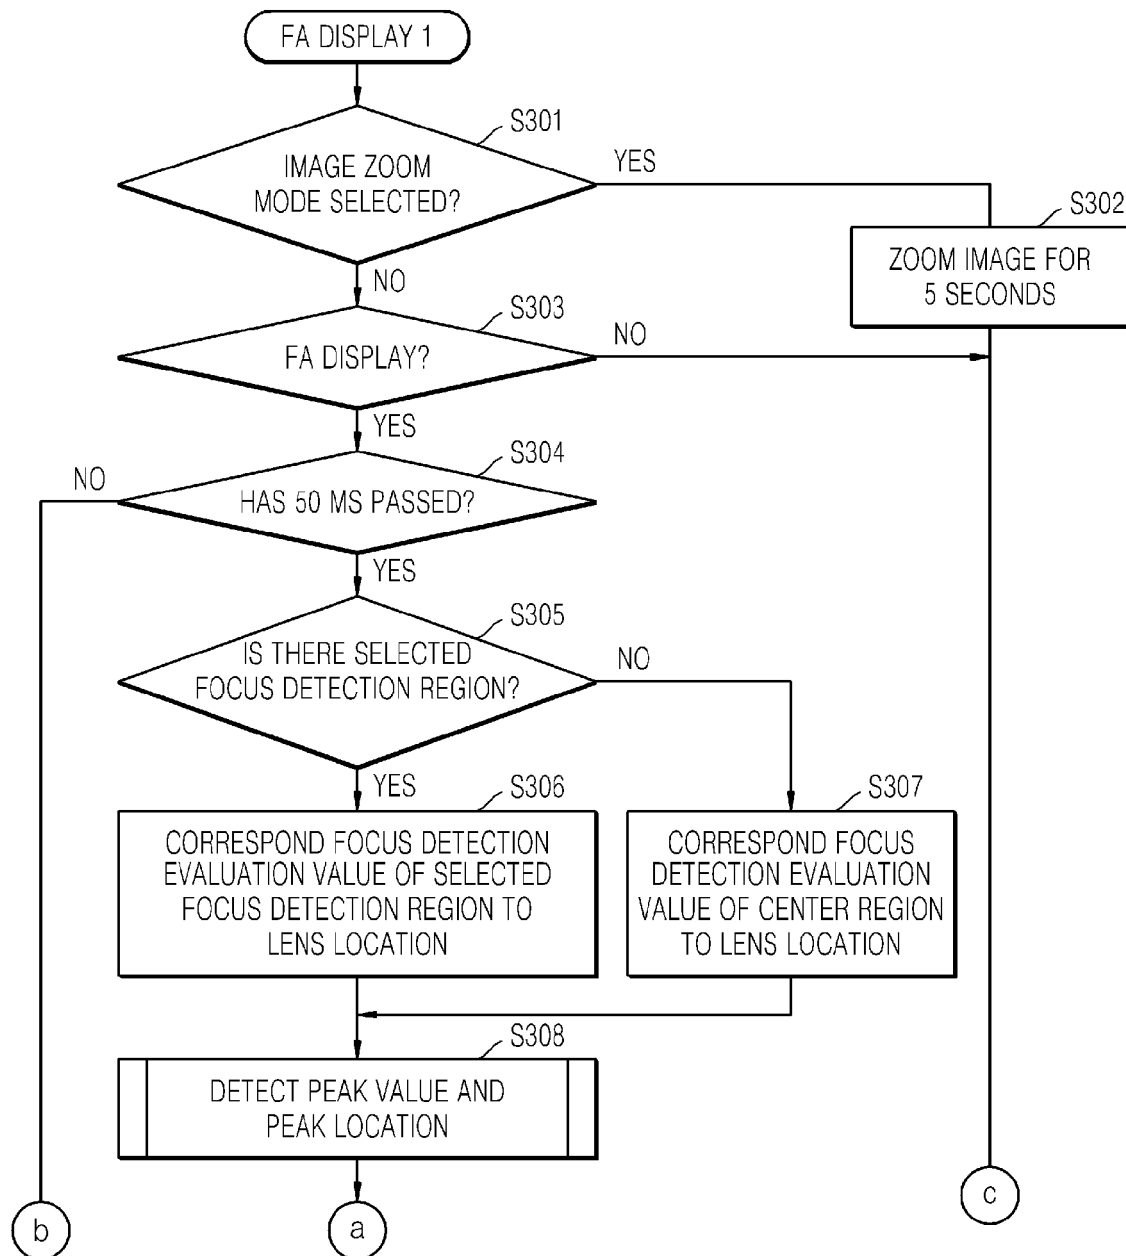 FA DISPLAY 1
S301
IMAGE ZOOM
MODE SELECTED?
YES
S302
ZOOM IMAGE FOR
5 SECONDS
NO
S303
FA DISPLAY?
NO
YES
S304
NO
HAS 50 MS PASSED?
YES
S305
IS THERE SELECTED
FOCUS DETECTION REGION?
NO
YES
S306
CORRESPOND FOCUS DETECTION
EVALUATION VALUE OF SELECTED
FOCUS DETECTION REGION TO
LENS LOCATION
S307
CORRESPOND FOCUS
DETECTION EVALUATION
VALUE OF CENTER REGION
TO LENS LOCATION
S308
DETECT PEAK VALUE AND
PEAK LOCATION
b
a
c